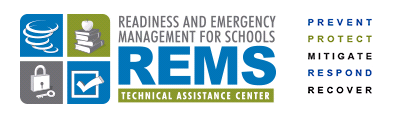 READINESS AND EMERGENCY
MANAGEMENT FOR SCHOOLS
REMS
TECHNICAL ASSISTANCE CENTER
PREVENT
PROTECT
MITIGATE
RESPOND
RECOVER